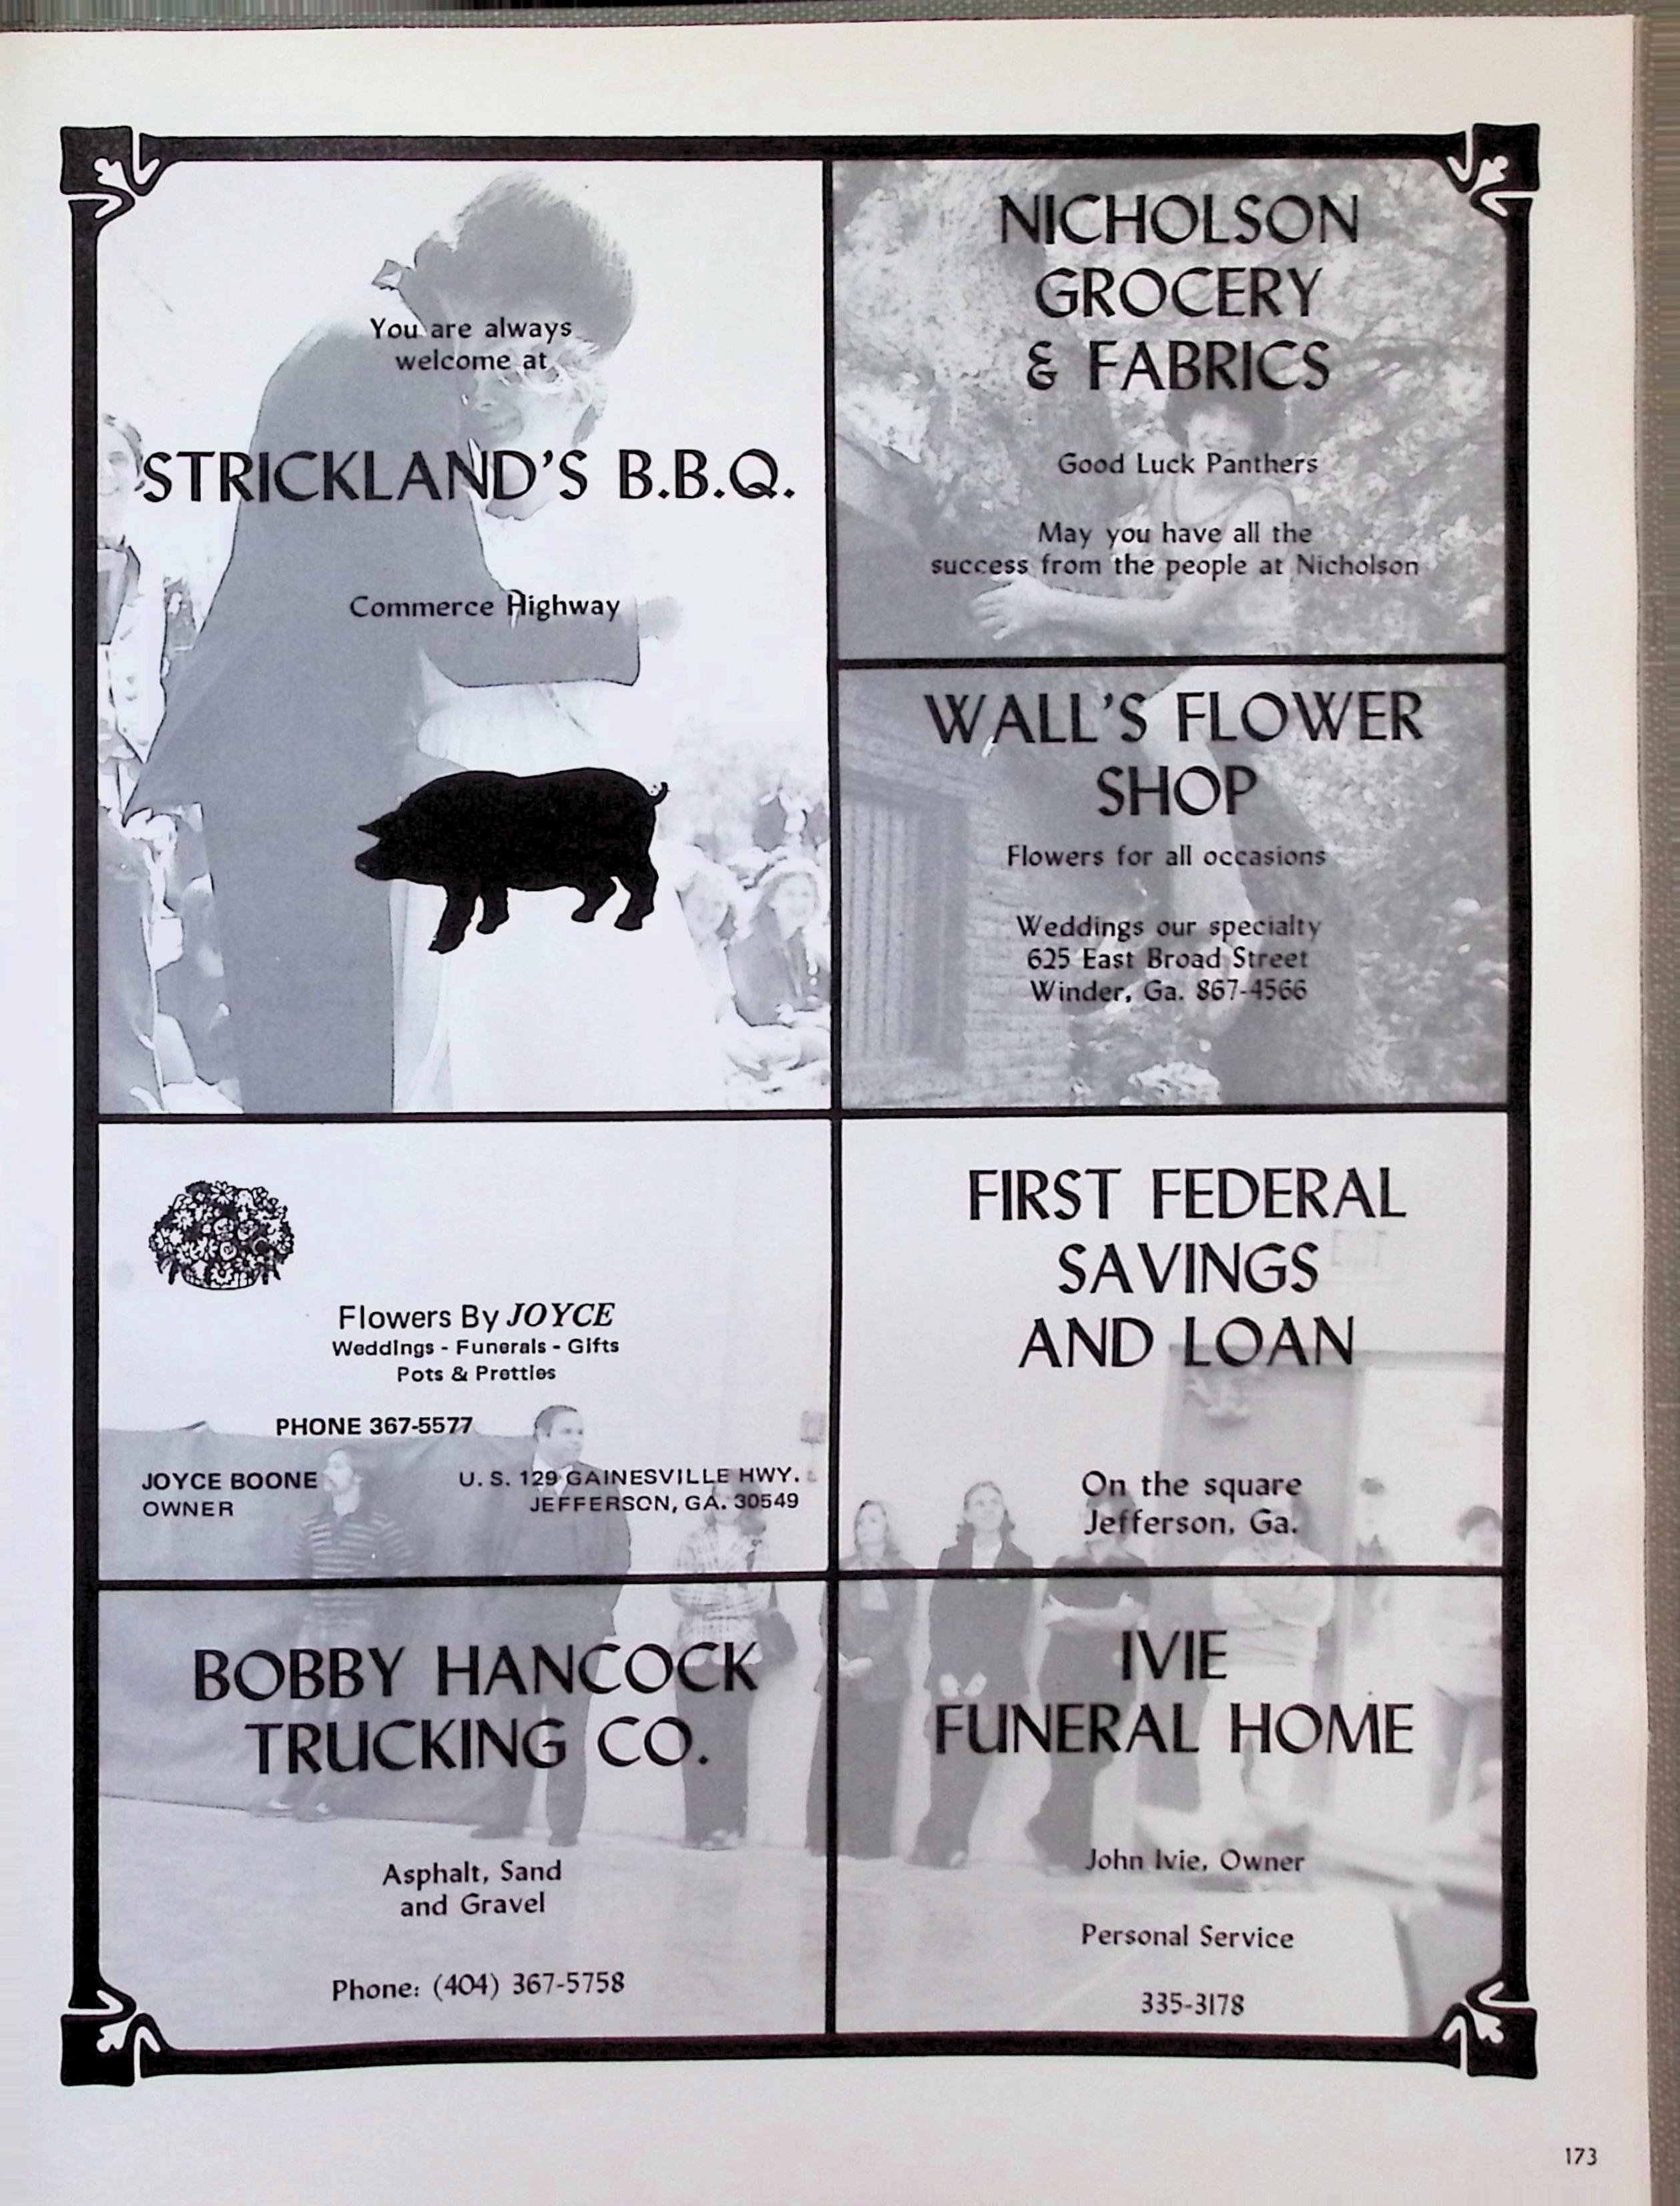 You are always
welcome at
STRICKLAND'S B.B.Q.
Commerce Highway
NICHOLSON
GROCERY
& FABRICS
Good Luck Panthers
May you have all the
success from the people at Nicholson
WALL'S FLOWER
SHOP
Flowers for all occasions
Weddings our specialty
625 East Broad Street
Winder, Ga. 867-4566
Flowers By JOYCE
Weddings - Funerals - Gifts
Pots & Pretties
PHONE 367-5577
JOYCE BOONE
OWNER
U. S. 129 GAINESVILLE HWY.
JEFFERSON, GA. 30549
FIRST FEDERAL
SAVINGS
AND LOAN
On the square
Jefferson, Ga.
EXIT
BOBBY HANCOCK
TRUCKING CO.
Asphalt, Sand
and Gravel
Phone: (404) 367-5758
IVIE
FUNERAL HOME
John Ivie, Owner
Personal Service
335-3178
173